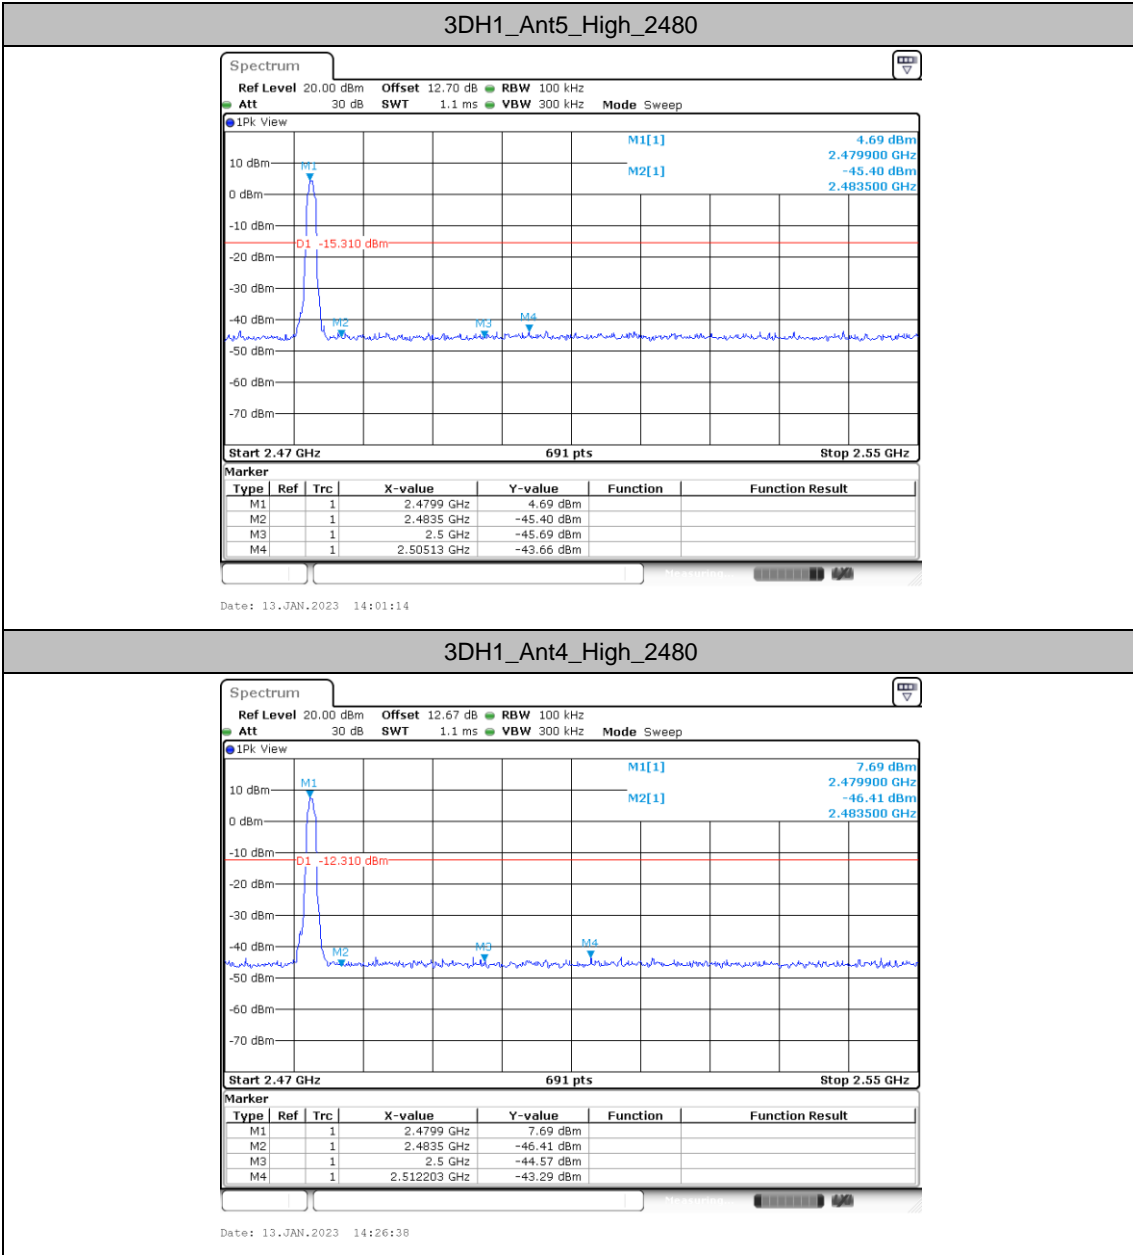 3DH1_Ant5_High_2480
Spectrum
Ref Level 20.00 dBm Offset 12.70 dB RBW 100 kHz
Att 30 dB SWT 1.1 ms VBW 300 kHz Mode Sweep
1Pk View
M1[1] 4.69 dBm
2.479900 GHz
M2[1] -45.40 dBm
2.483500 GHz
10 dBm
M1
0 dBm
-10 dBm
D1 -15.310 dBm
-20 dBm
-30 dBm
-40 dBm
M2 M3 M4
-50 dBm
-60 dBm
-70 dBm
Start 2.47 GHz 691 pts Stop 2.55 GHz
Marker
Type Ref Trc X-value Y-value Function Function Result
M1 1 2.4799 GHz 4.69 dBm
M2 1 2.4835 GHz -45.40 dBm
M3 1 2.5 GHz -45.69 dBm
M4 1 2.50513 GHz -43.66 dBm
Measuring
Date: 13.JAN.2023 14:01:14
3DH1_Ant4_High_2480
Spectrum
Ref Level 20.00 dBm Offset 12.67 dB RBW 100 kHz
Att 30 dB SWT 1.1 ms VBW 300 kHz Mode Sweep
1Pk View
M1[1] 7.69 dBm
2.479900 GHz
M2[1] -46.41 dBm
2.483500 GHz
10 dBm
M1
0 dBm
-10 dBm
D1 -12.310 dBm
-20 dBm
-30 dBm
-40 dBm
M2 M3 M4
-50 dBm
-60 dBm
-70 dBm
Start 2.47 GHz 691 pts Stop 2.55 GHz
Marker
Type Ref Trc X-value Y-value Function Function Result
M1 1 2.4799 GHz 7.69 dBm
M2 1 2.4835 GHz -46.41 dBm
M3 1 2.5 GHz -44.57 dBm
M4 1 2.512203 GHz -43.29 dBm
Measuring
Date: 13.JAN.2023 14:26:38